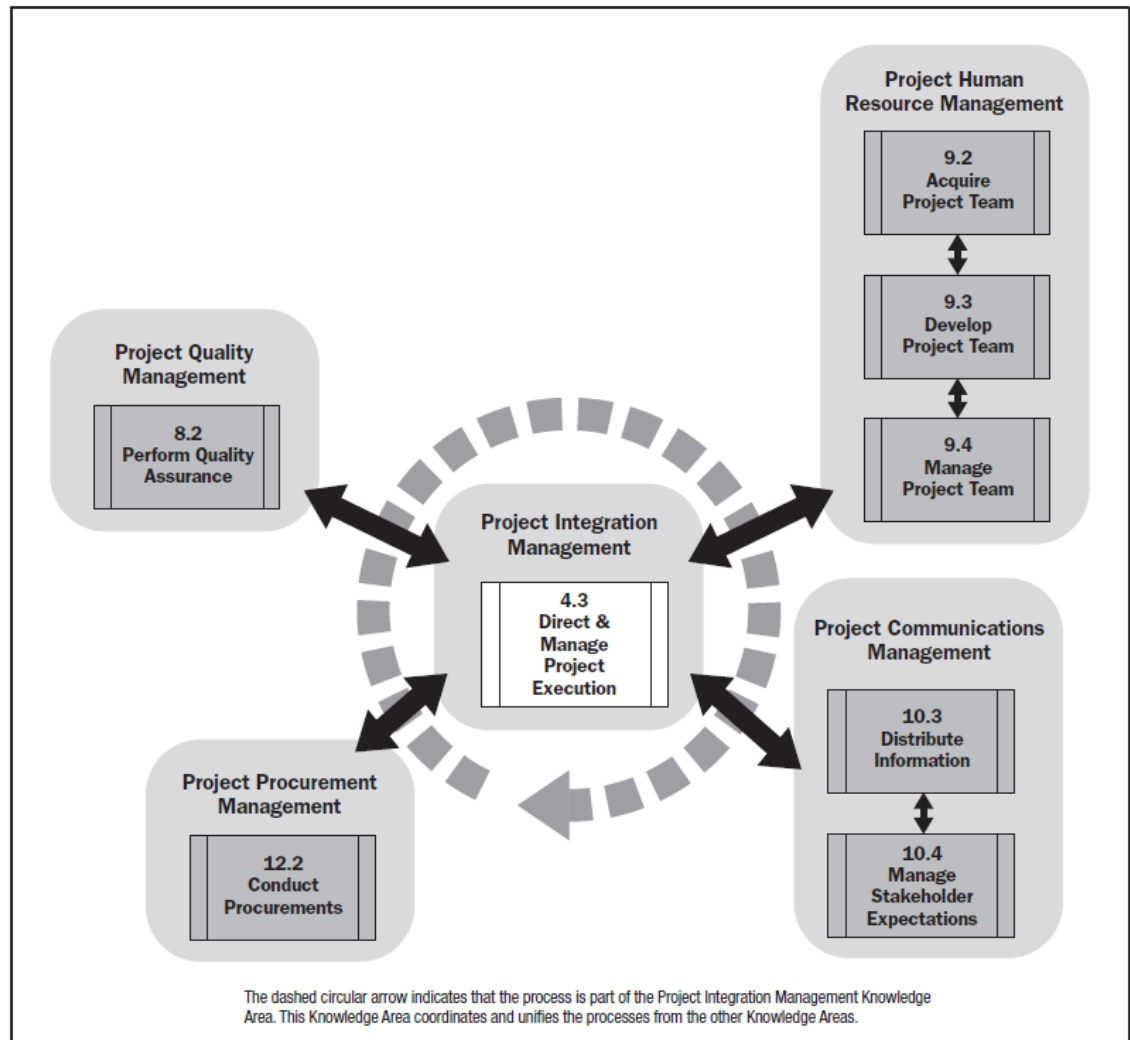 Project Human
Resource Management
9.2
Acquire
Project Team
9.3
Develop
Project Team
9.4
Manage
Project Team
Project Quality
Management
8.2
Perform Quality
Assurance
Project Integration
Management
4.3
Direct &
Manage
Project
Execution
Project Communications
Management
10.3
Distribute
Information
10.4
Manage
Stakeholder
Expectations
Project Procurement
Management
12.2
Conduct
Procurements
The dashed circular arrow indicates that the process is part of the Project Integration Management Knowledge
Area. This Knowledge Area coordinates and unifies the processes from the other Knowledge Areas.